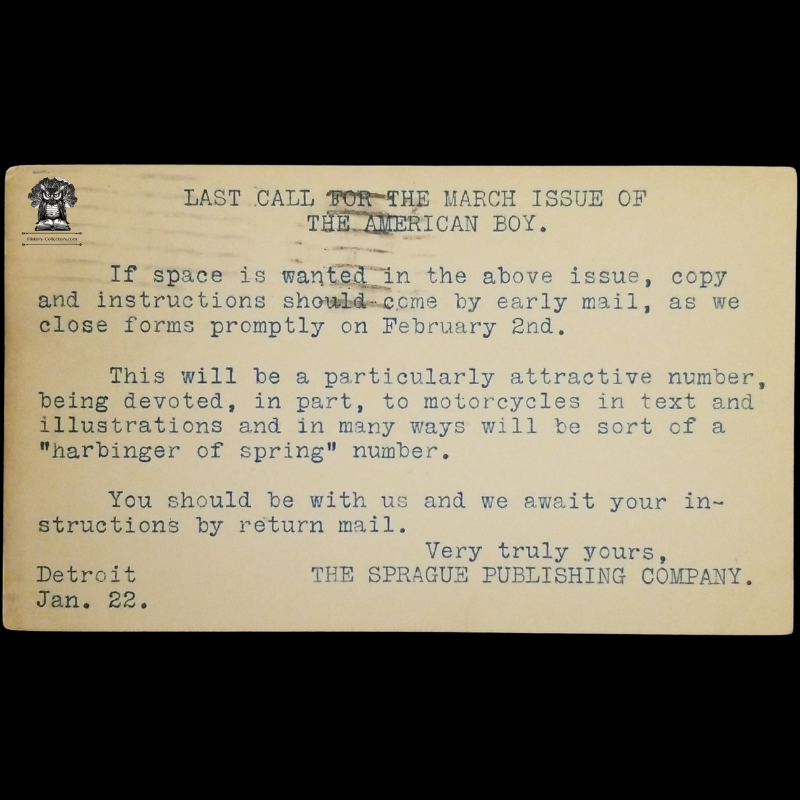 LAST CALL FOR THE MARCH ISSUE OF
THE AMERICAN BOY.
If space is wanted in the above issue, copy
and instructions should come by early mail, as we
close forms promptly on February 2nd.
This will be a particularly attractive number,
being devoted, in part, to motorcycles in text and
illustrations and in many ways will be sort of a
"harbinger of spring" number.
You should be with us and we await your in-
structions by return mail.
Very truly yours,
Detroit THE SPRAGUE PUBLISHING COMPANY.
Jan. 22.
Historic-Collectors.com